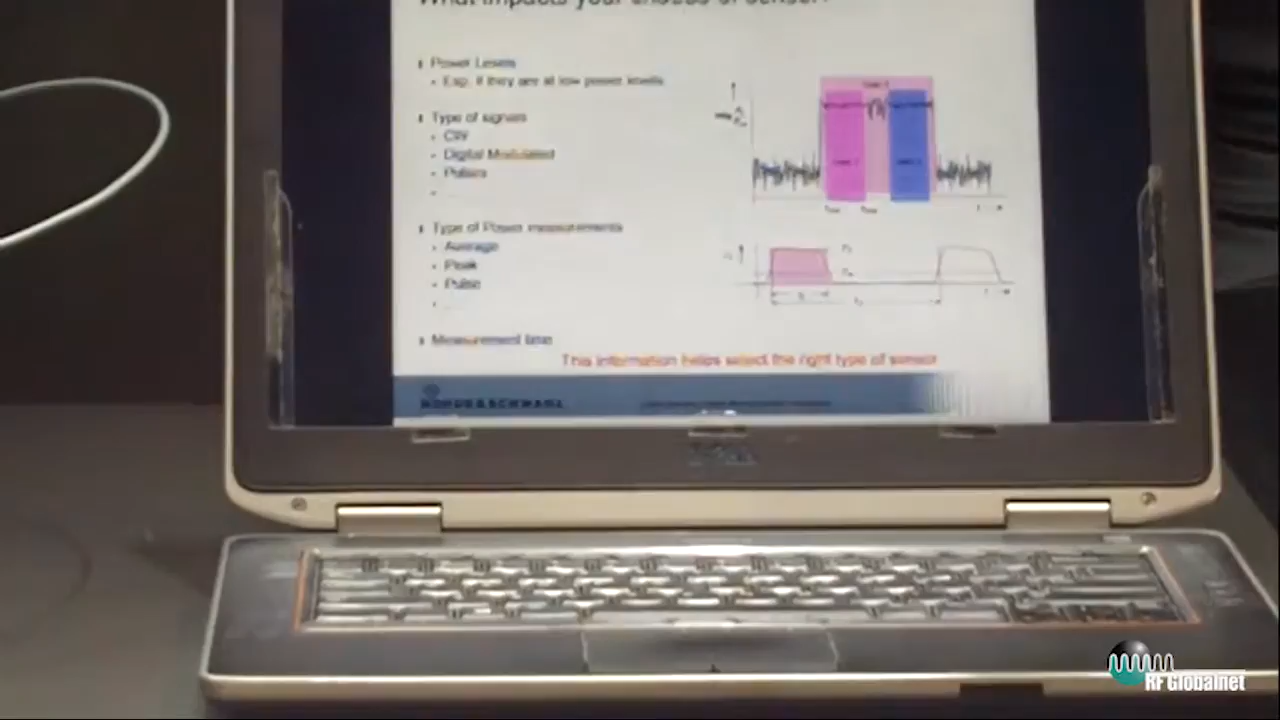 What impacts your choice of sensor?
Power Levels
Esp. if they are at low power levels
Type of signals
CW
Digital Modulated
Pulses
Type of Power measurements
Average
Peak
Pulse
Measurement time
This information helps select the right type of sensor
ROHDE&SCHWARZ
RF Globalnet